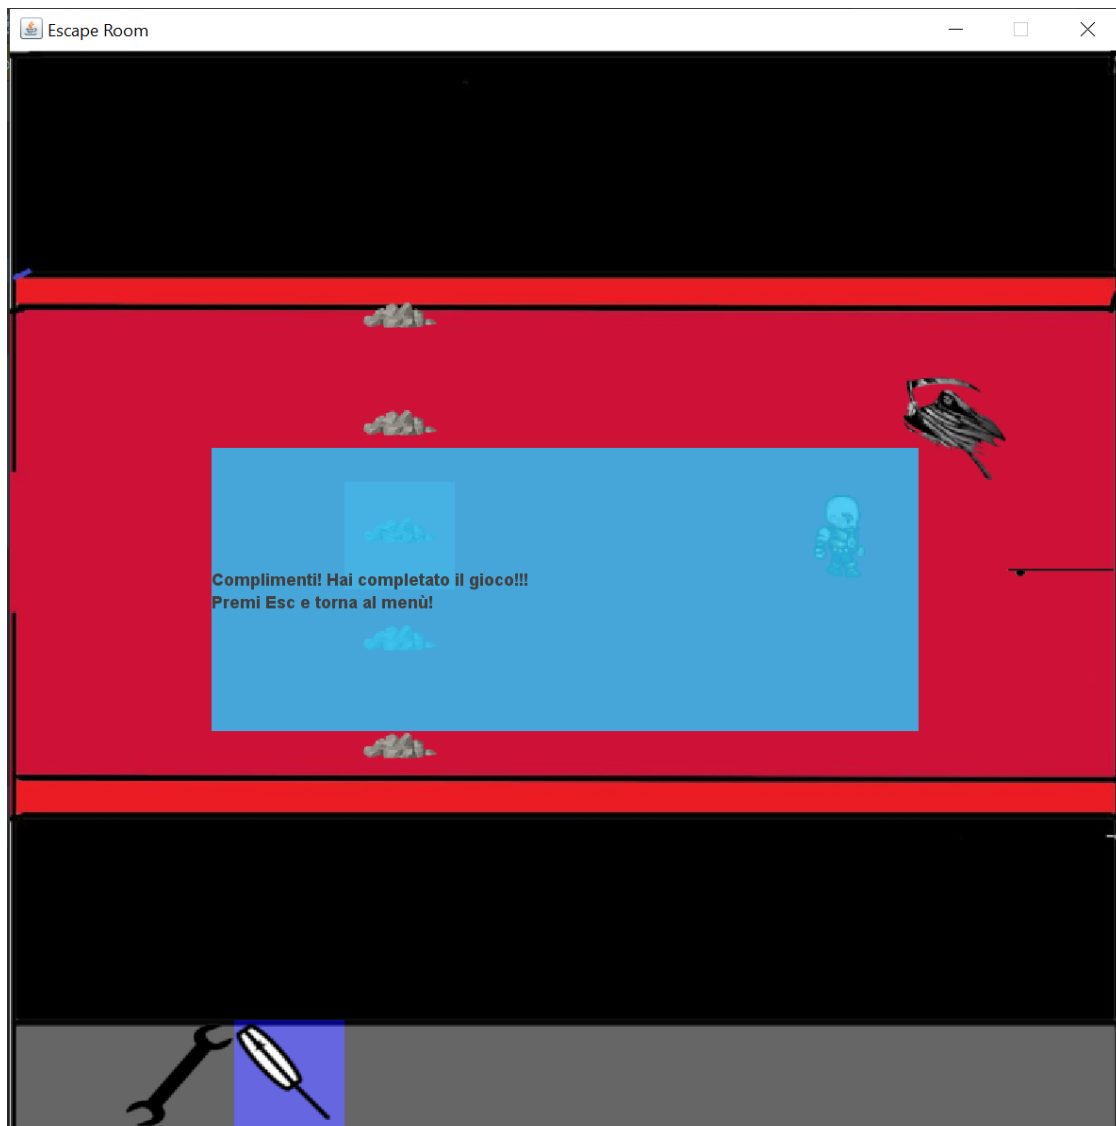 Escape Room
Complimenti! Hai completato il gioco!!!
Premi Esc e torna al menù!